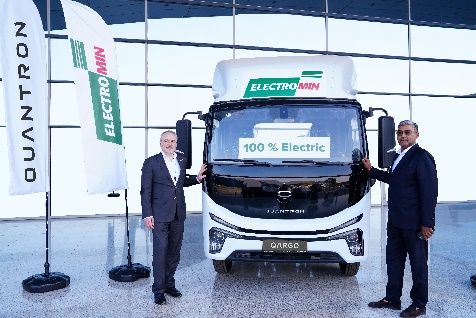 QUANTRON
ELECTROMIN
ELECTROMIN
100 % Electric
QUANTRON
QARGO